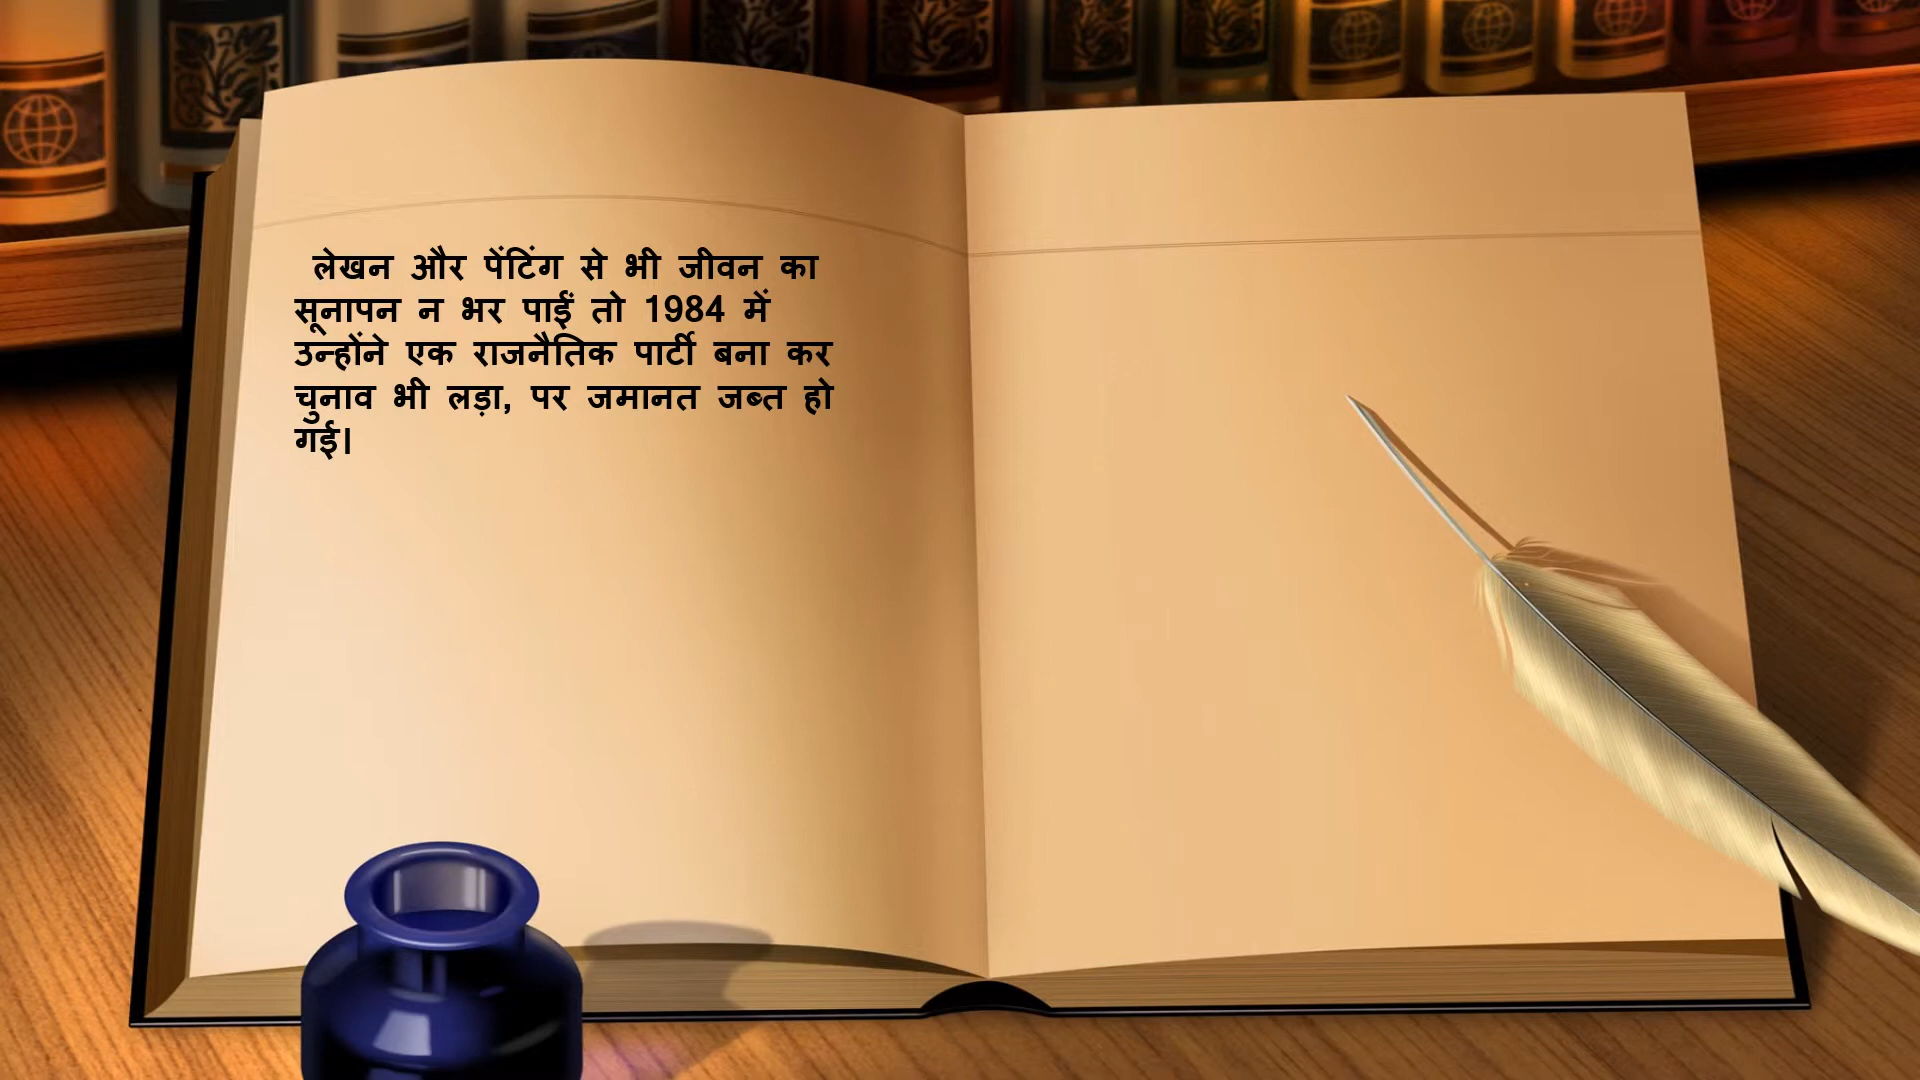 लेखन और पेंटिंग से भी जीवन का
सूनापन न भर पाईं तो 1984 में
उन्होंने एक राजनैतिक पार्टी बना कर
चुनाव भी लड़ा, पर जमानत जब्त हो
गई।